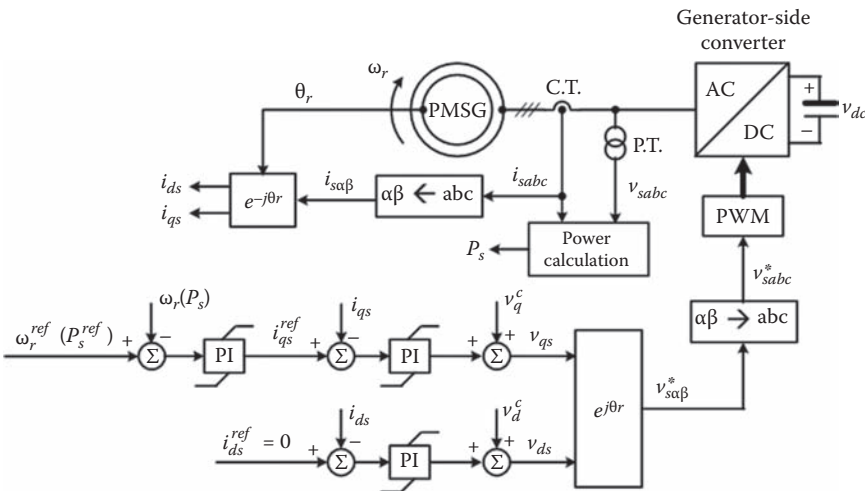 Generator-side
converter
ω_r
θ_r
PMSG
C.T.
AC
DC
+
−
v_dc
P.T.
i_ds
i_qs
e^−jθr
i_sαβ
αβ ← abc
i_sabc
v_sabc
PWM
P_s
Power
calculation
v*_sabc
αβ → abc
ω_r^ref (P_s^ref)
+
ω_r(P_s)
−
Σ
PI
i_qs^ref
+
i_qs
−
Σ
PI
+
v_q^c
+
Σ
v_qs
e^jθr
v*_sαβ
i_ds^ref = 0
+
i_ds
−
Σ
PI
+
v_d^c
+
Σ
v_ds